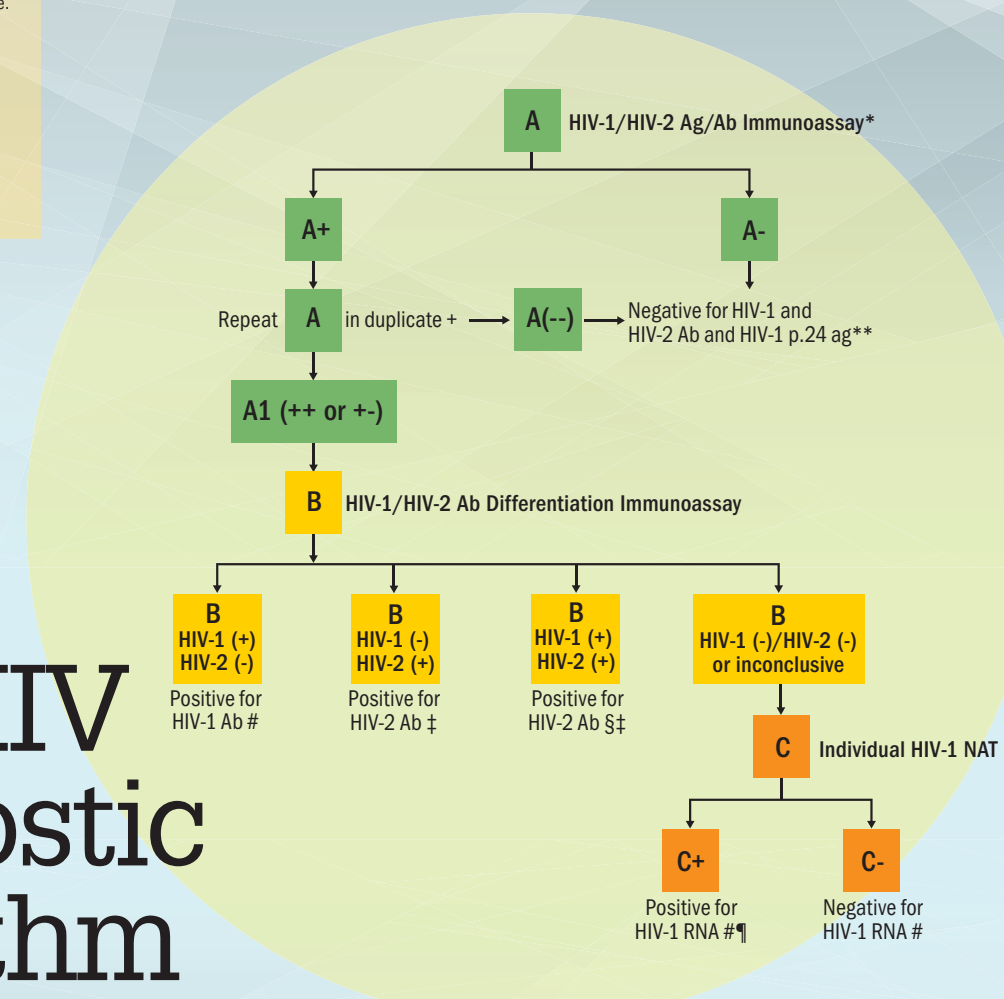 e.
A HIV-1/HIV-2 Ag/Ab Immunoassay*
A+
A-
Repeat A in duplicate +
A(--)
Negative for HIV-1 and
HIV-2 Ab and HIV-1 p.24 ag**
A1 (++ or +-)
B HIV-1/HIV-2 Ab Differentiation Immunoassay
B
HIV-1 (+)
HIV-2 (-)
Positive for
HIV-1 Ab #
B
HIV-1 (-)
HIV-2 (+)
Positive for
HIV-2 Ab ‡
B
HIV-1 (+)
HIV-2 (+)
Positive for
HIV-2 Ab §‡
B
HIV-1 (-)/HIV-2 (-)
or inconclusive
C Individual HIV-1 NAT
C+
Positive for
HIV-1 RNA #¶
C-
Negative for
HIV-1 RNA #
IV
ostic
thm